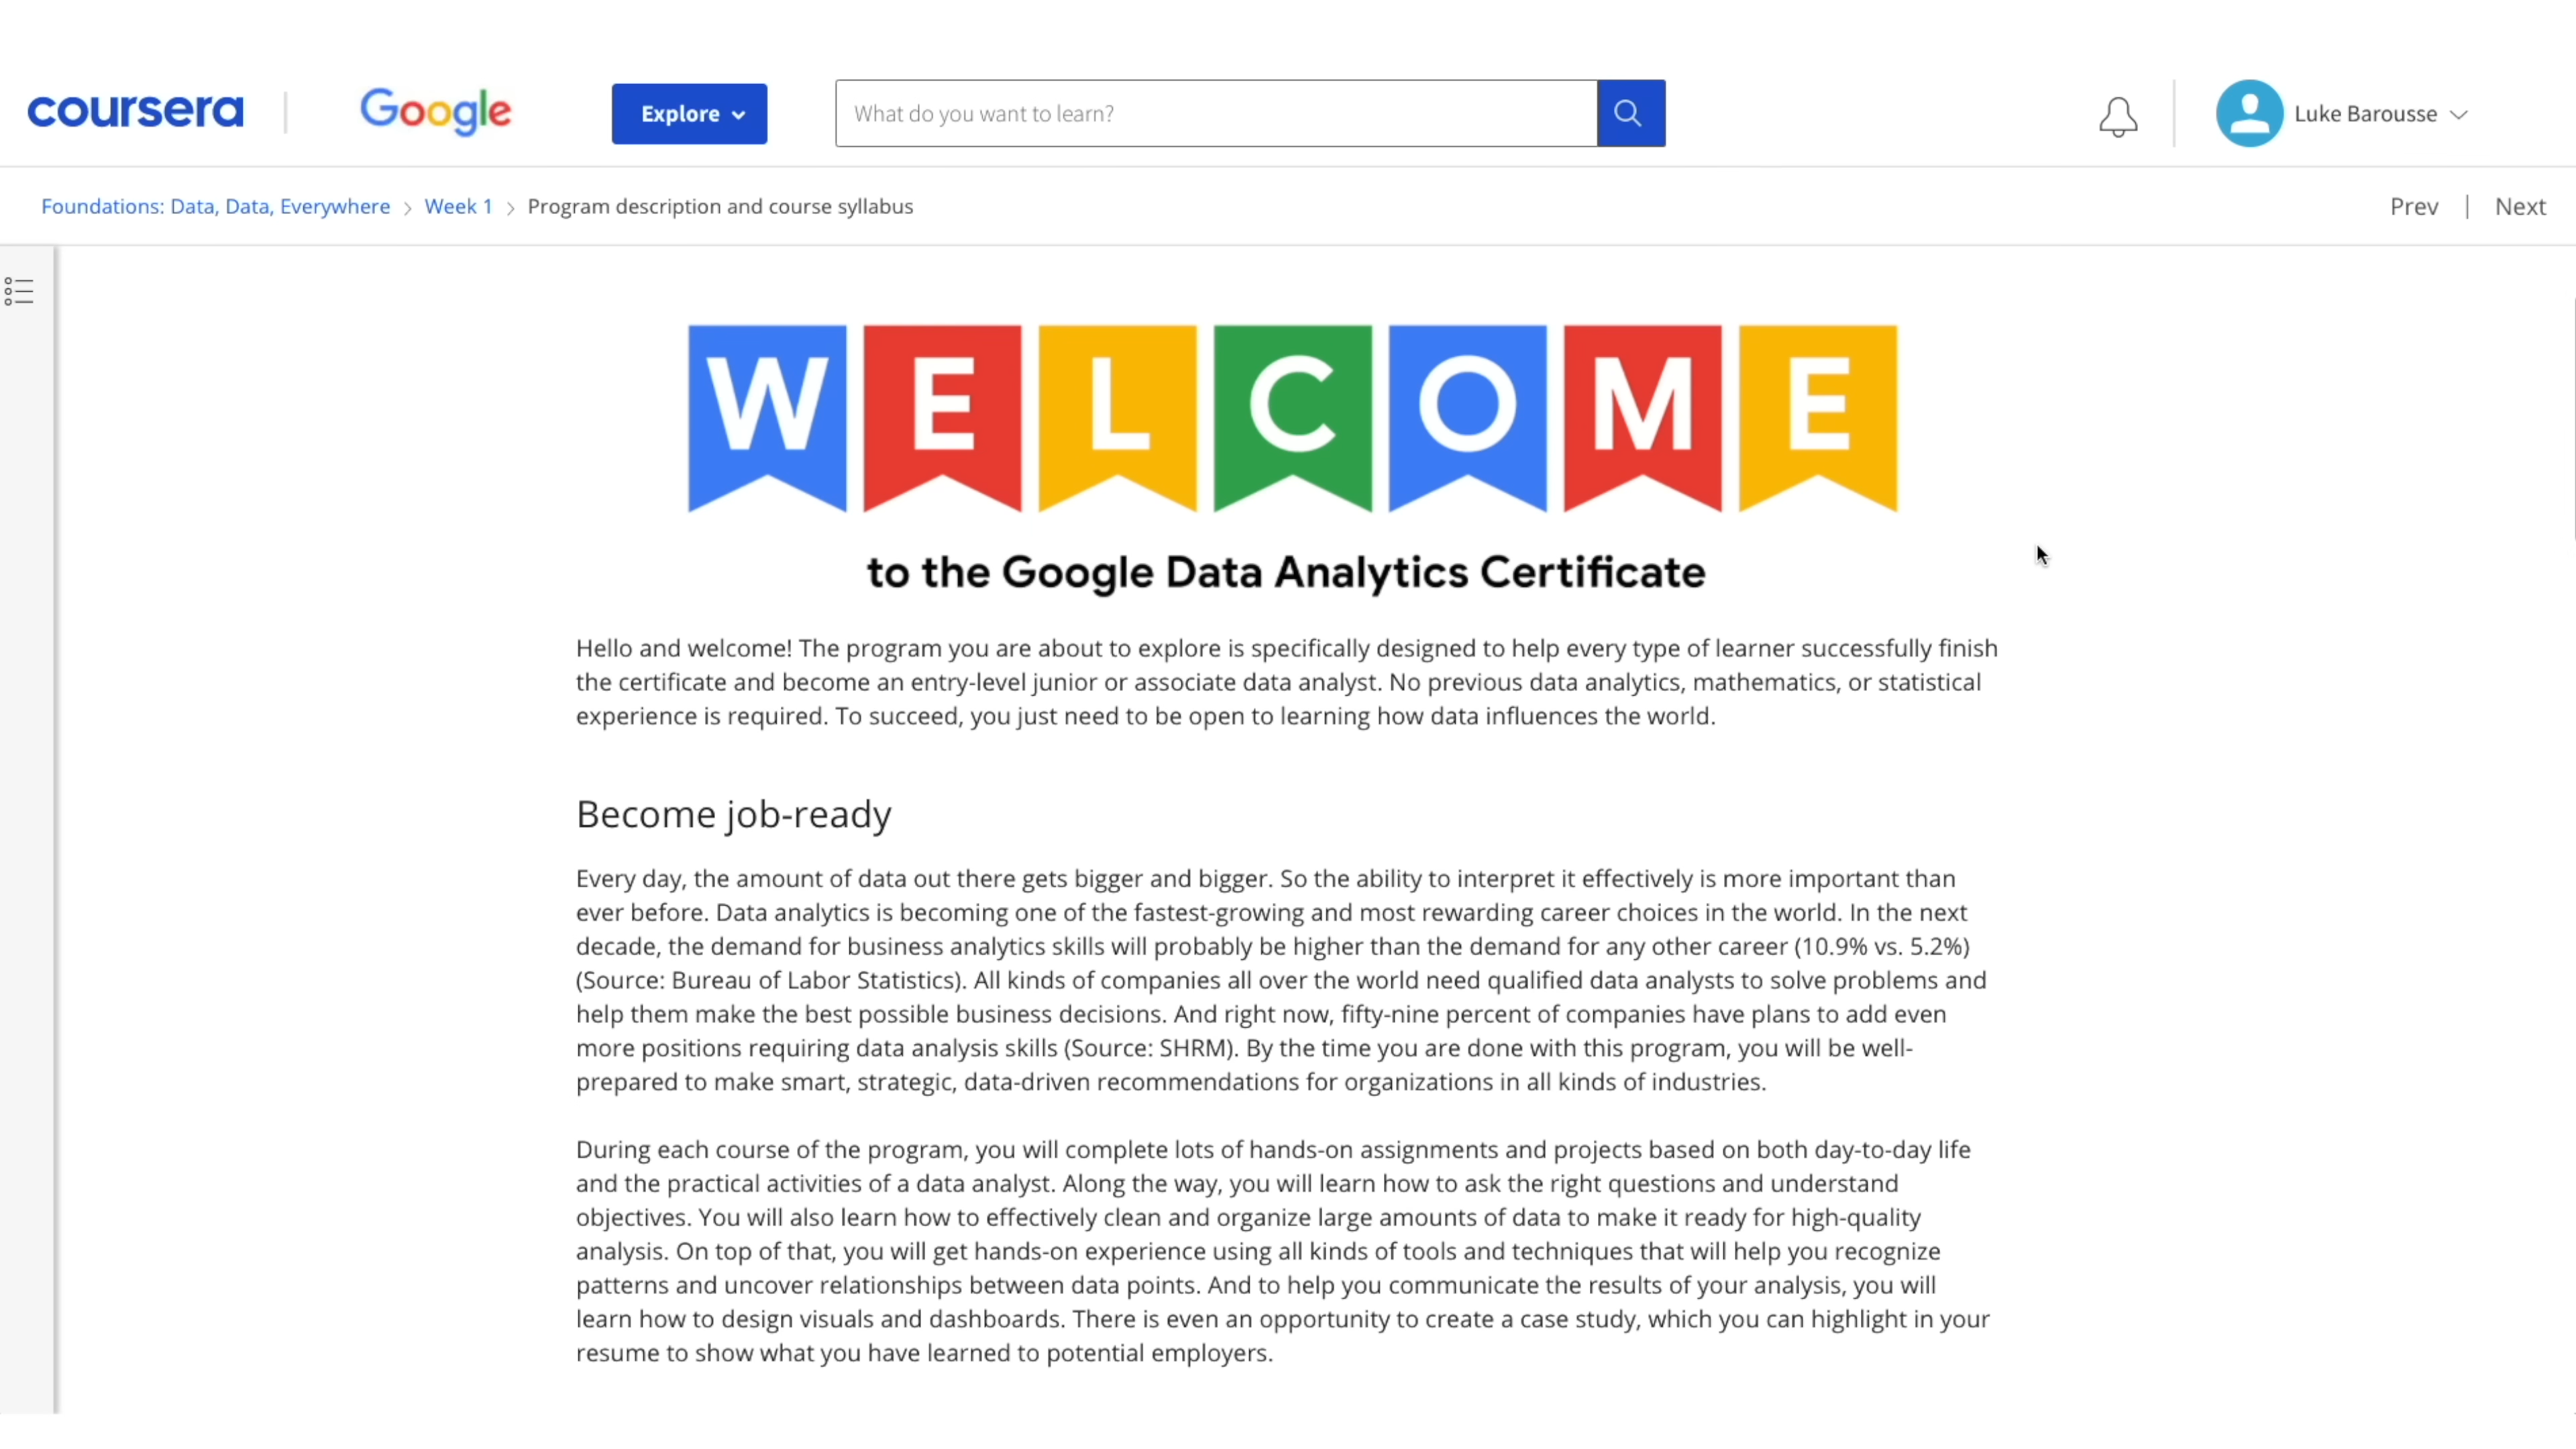 coursera
Google
Explore
What do you want to learn?
Luke Barousse
Foundations: Data, Data, Everywhere > Week 1 > Program description and course syllabus
Prev | Next
WELCOME
to the Google Data Analytics Certificate
Hello and welcome! The program you are about to explore is specifically designed to help every type of learner successfully finish
the certificate and become an entry-level junior or associate data analyst. No previous data analytics, mathematics, or statistical
experience is required. To succeed, you just need to be open to learning how data influences the world.
Become job-ready
Every day, the amount of data out there gets bigger and bigger. So the ability to interpret it effectively is more important than
ever before. Data analytics is becoming one of the fastest-growing and most rewarding career choices in the world. In the next
decade, the demand for business analytics skills will probably be higher than the demand for any other career (10.9% vs. 5.2%)
(Source: Bureau of Labor Statistics). All kinds of companies all over the world need qualified data analysts to solve problems and
help them make the best possible business decisions. And right now, fifty-nine percent of companies have plans to add even
more positions requiring data analysis skills (Source: SHRM). By the time you are done with this program, you will be well-
prepared to make smart, strategic, data-driven recommendations for organizations in all kinds of industries.
During each course of the program, you will complete lots of hands-on assignments and projects based on both day-to-day life
and the practical activities of a data analyst. Along the way, you will learn how to ask the right questions and understand
objectives. You will also learn how to effectively clean and organize large amounts of data to make it ready for high-quality
analysis. On top of that, you will get hands-on experience using all kinds of tools and techniques that will help you recognize
patterns and uncover relationships between data points. And to help you communicate the results of your analysis, you will
learn how to design visuals and dashboards. There is even an opportunity to create a case study, which you can highlight in your
resume to show what you have learned to potential employers.